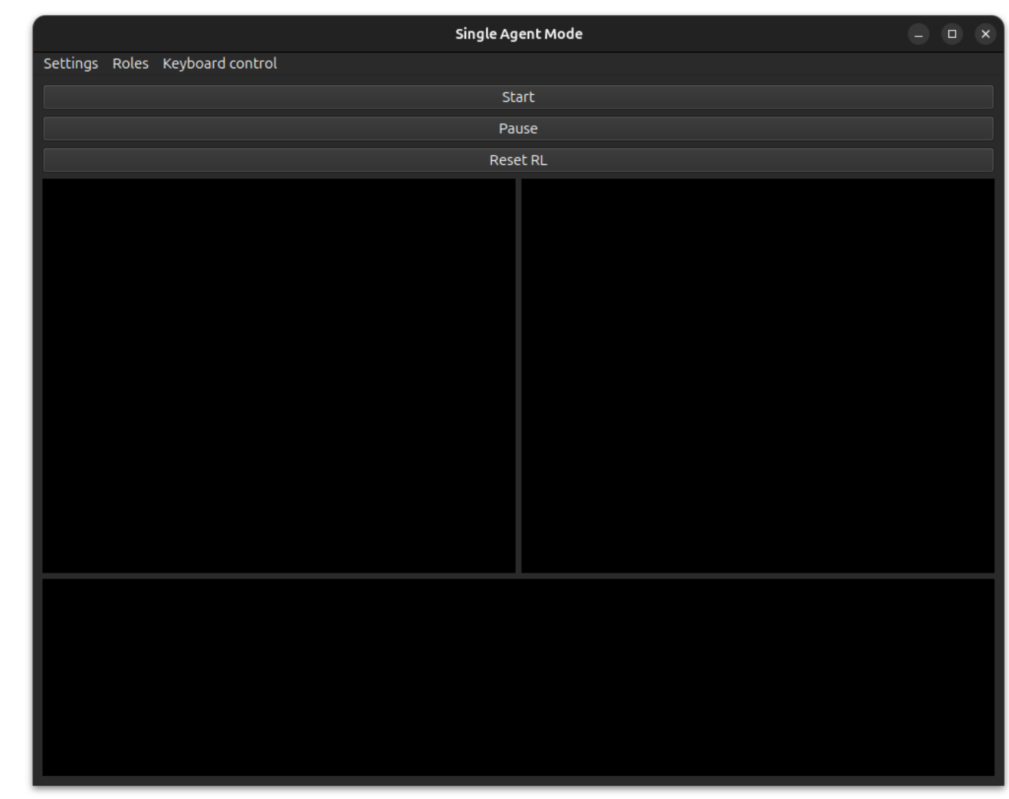 Single Agent Mode
Settings Roles Keyboard control
Start
Pause
Reset RL